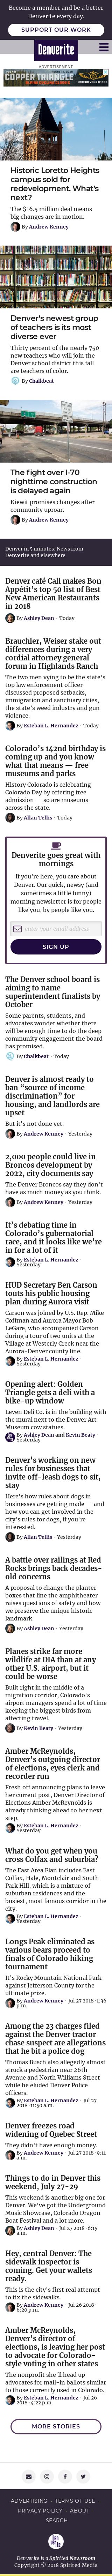 Become a member and be a better
Denverite every day.
SUPPORT OUR WORK
Denverite
ADVERTISEMENT
COPPER THROUGHOUT
Historic Loretto Heights
campus sold for
redevelopment. What's
next?
The $16.5 million deal means
big changes are in motion.
By Andrew Kenney
Denver's newest group
of teachers is its most
diverse ever
Thirty percent of the nearly 750
new teachers who will join the
Denver school district this fall
are teachers of color.
By Chalkbeat
The fight over I-70
nighttime construction
is delayed again
Kiewit proposed changes after
community uproar.
By Andrew Kenney
Denver in 5 minutes: News from
Denverite and elsewhere
Denver café Call makes Bon
Appétit's top 50 list of Best
New American Restaurants
in 2018
By Ashley Dean - Today
Brauchler, Weiser stake out
differences during a very
cordial attorney general
forum in Highlands Ranch
The two men vying to be the state's
top law enforcement officer
discussed popsicle setbacks,
immigration and sanctuary cities,
state's water laws and gun
violence.
By Esteban L. Hernandez - Today
Colorado's 142nd birthday is
coming up and you know
what that means — free
museums and parks
History Colorado is celebrating
Colorado Day by offering free
admission — so are museums
across the state.
By Allan Tellis - Today
Denverite goes great with
mornings
If you're here, you care about
Denver. Our quick, newsy (and
sometimes a little funny)
morning newsletter is for people
like you, by people like you.
enter your email address
SIGN UP
The Denver school board is
aiming to name
superintendent finalists by
October
Some parents, students, and
advocates wonder whether there
will be enough community
engagement before then, as the
board has promised.
By Chalkbeat - Today
Denver is almost ready to
ban “source of income
discrimination” for
housing, and landlords are
upset
But it's not done yet.
By Andrew Kenney - Yesterday
2,000 people could live in
Broncos development by
2022, city documents say
The Denver Broncos say they don't
have as much money as you think.
By Andrew Kenney - Yesterday
It's debating time in
Colorado's gubernatorial
race, and it looks like we're
in for a lot of it
By Esteban L. Hernandez -
Yesterday
HUD Secretary Ben Carson
touts his public housing
plan during Aurora visit
Carson was joined by U.S. Rep. Mike
Coffman and Aurora Mayor Bob
LeGare, who accompanied Carson
during a tour of two units at the
Village at Westerly Creek near the
Aurora-Denver county line.
By Esteban L. Hernandez -
Yesterday
Opening alert: Golden
Triangle gets a deli with a
bike-up window
Leven Deli Co. is in the building with
the mural next to the Denver Art
Museum cow statues.
By Ashley Dean and Kevin Beaty -
Yesterday
Denver's working on new
rules for businesses that
invite off-leash dogs to sit,
stay
Here's how rules about dogs in
businesses are getting made — and
the city's asking dog-lovers if they're interested.
By Allan Tellis - Yesterday
A battle over railings at Red
Rocks brings back decades-
old concerns
A proposal to change the planter
boxes that line the amphitheater
raises questions about safety and how
we preserve the unique historic
landmark.
By Ashley Dean - Yesterday
Planes strike far more
wildlife at DIA than at any
other U.S. airport, but it
could be worse
Built right in the middle of a
migration corridor, Colorado's
airport management spend a lot of time
keeping the biggest birds from
affecting travel.
By Kevin Beaty - Yesterday
Amber McReynolds,
Denver's outgoing director
of elections, eyes clerk and
recorder run
Fresh off announcing plans to leave
her current post, Denver Director of
Elections Amber McReynolds is
already thinking ahead to her next
step.
By Esteban L. Hernandez -
Yesterday
What do you get when you
cross Colfax and suburbia?
The East Area Plan includes East
Colfax, Hale, Montclair and South
Park Hill, which is a mixture of
suburban residences and the
busiest, most famous corridor in the
city.
By Esteban L. Hernandez -
Yesterday
Longs Peak eliminated as
various bears proceed to
finals of Colorado hiking
tournament
It's Rocky Mountain National Park
against Jefferson County for the
ultimate prize.
By Andrew Kenney - Jul 27 2018 - 1:36
p.m.
Among the 23 charges filed
against the Denver tractor
chase suspect are allegations
that he bit a police dog
Thomas Busch also allegedly almost
struck a pedestrian near 26th
Avenue and North Williams Street
while he eluded Denver Police
officers.
By Esteban L. Hernandez - Jul 27
2018 - 11:50 a.m.
Denver freezes road
widening of Quebec Street
They didn't have enough money.
By Andrew Kenney - Jul 27 2018 - 9:11
a.m.
Things to do in Denver this
weekend, July 27-29
This weekend is another big one for
Denver. We've got the Underground
Music Showcase, Colorado Dragon
Boat Festival and a lot more.
By Ashley Dean - Jul 27 2018 - 6:15
a.m.
Hey, central Denver: The
sidewalk inspector is
coming. Get your wallets
ready.
This is the city's first real attempt
to fix the sidewalks.
By Andrew Kenney - Jul 26 2018 -
6:20 p.m.
Amber McReynolds,
Denver's director of
elections, is leaving her post
to advocate for Colorado-
style voting in other states
The nonprofit she'll head up
advocates for mail-in ballots similar
to those currently used in Colorado.
By Esteban L. Hernandez - Jul 26
2018 - 4:22 p.m.
MORE STORIES
ADVERTISING · TERMS OF USE ·
PRIVACY POLICY · ABOUT ·
SEARCH
Denverite is a Spirited Newsroom
Copyright © 2018 Spirited Media